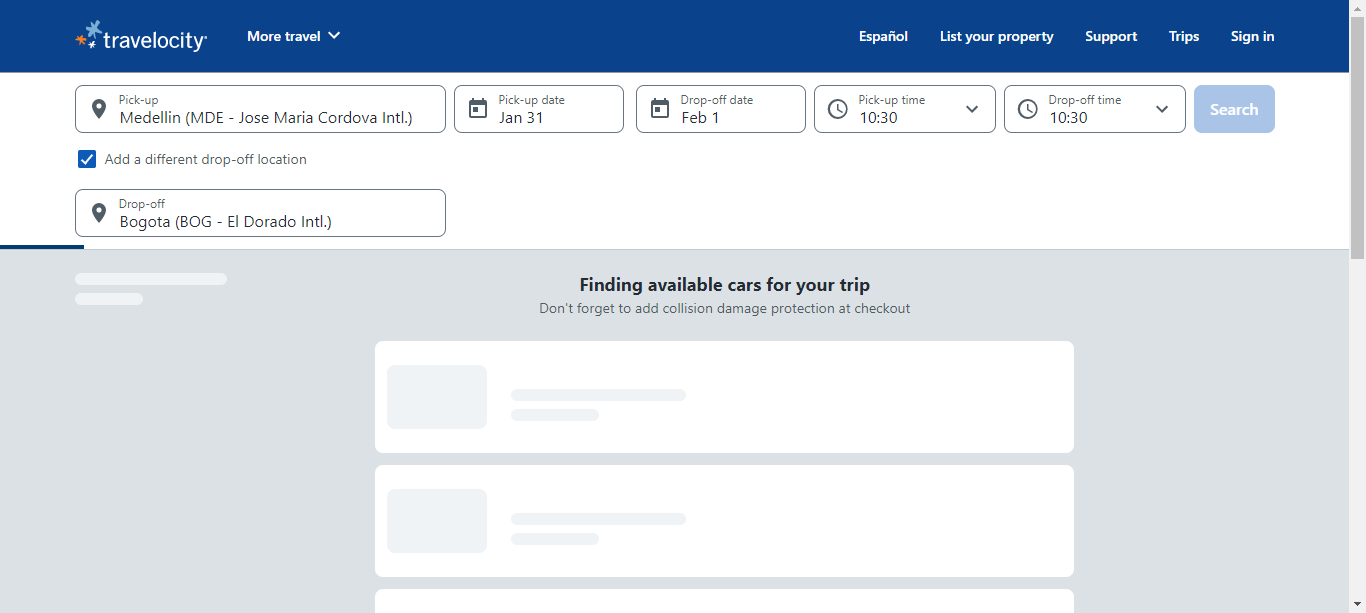 travelocity
More travel
Español
List your property
Support
Trips
Sign in
Pick-up
Medellin (MDE - Jose Maria Cordova Intl.)
Pick-up date
Jan 31
Drop-off date
Feb 1
Pick-up time
10:30
Drop-off time
10:30
Search
Add a different drop-off location
Drop-off
Bogota (BOG - El Dorado Intl.)
Finding available cars for your trip
Don't forget to add collision damage protection at checkout